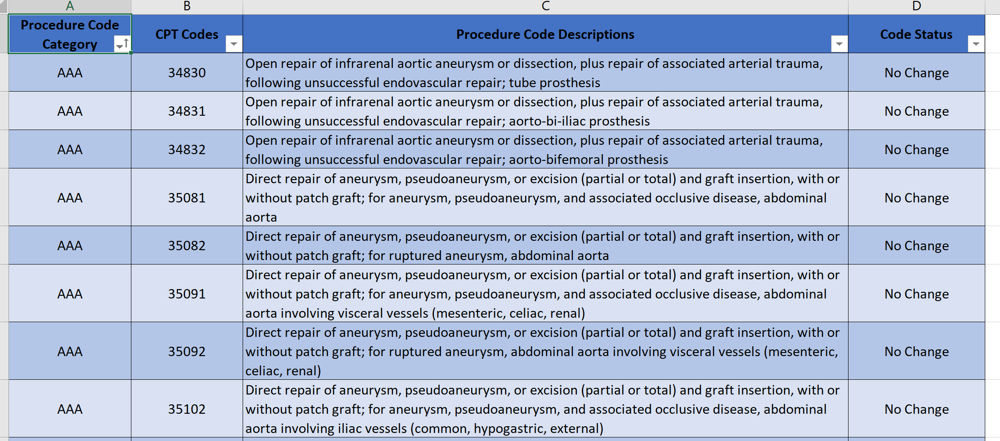 A B C D
Procedure Code
Category
CPT Codes
Procedure Code Descriptions
Code Status
AAA
34830
Open repair of infrarenal aortic aneurysm or dissection, plus repair of associated arterial trauma,
following unsuccessful endovascular repair; tube prosthesis
No Change
AAA
34831
Open repair of infrarenal aortic aneurysm or dissection, plus repair of associated arterial trauma,
following unsuccessful endovascular repair; aorto-bi-iliac prosthesis
No Change
AAA
34832
Open repair of infrarenal aortic aneurysm or dissection, plus repair of associated arterial trauma,
following unsuccessful endovascular repair; aorto-bifemoral prosthesis
No Change
AAA
35081
Direct repair of aneurysm, pseudoaneurysm, or excision (partial or total) and graft insertion, with or
without patch graft; for aneurysm, pseudoaneurysm, and associated occlusive disease, abdominal
aorta
No Change
AAA
35082
Direct repair of aneurysm, pseudoaneurysm, or excision (partial or total) and graft insertion, with or
without patch graft; for ruptured aneurysm, abdominal aorta
No Change
AAA
35091
Direct repair of aneurysm, pseudoaneurysm, or excision (partial or total) and graft insertion, with or
without patch graft; for aneurysm, pseudoaneurysm, and associated occlusive disease, abdominal
aorta involving visceral vessels (mesenteric, celiac, renal)
No Change
AAA
35092
Direct repair of aneurysm, pseudoaneurysm, or excision (partial or total) and graft insertion, with or
without patch graft; for ruptured aneurysm, abdominal aorta involving visceral vessels (mesenteric,
celiac, renal)
No Change
AAA
35102
Direct repair of aneurysm, pseudoaneurysm, or excision (partial or total) and graft insertion, with or
without patch graft; for aneurysm, pseudoaneurysm, and associated occlusive disease, abdominal
aorta involving iliac vessels (common, hypogastric, external)
No Change